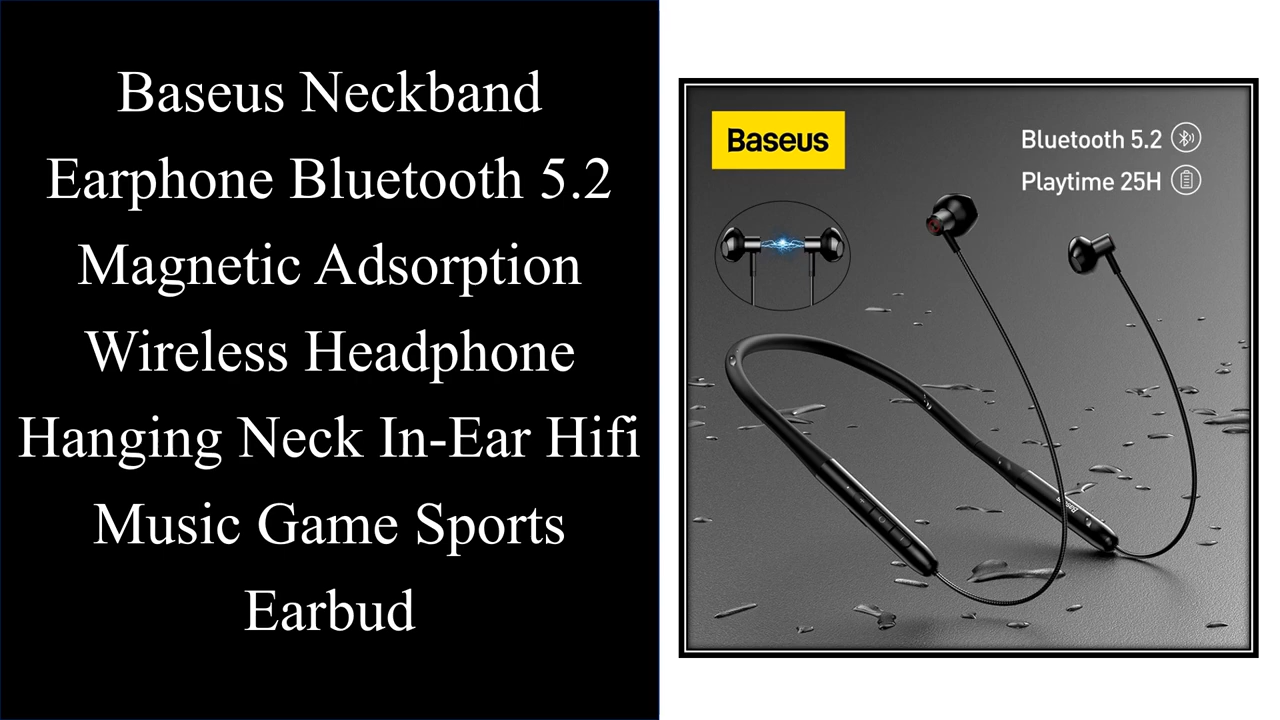 Baseus Neckband
Earphone Bluetooth 5.2
Magnetic Adsorption
Wireless Headphone
Hanging Neck In-Ear Hifi
Music Game Sports
Earbud
Baseus
Bluetooth 5.2
Playtime 25H
Baseus